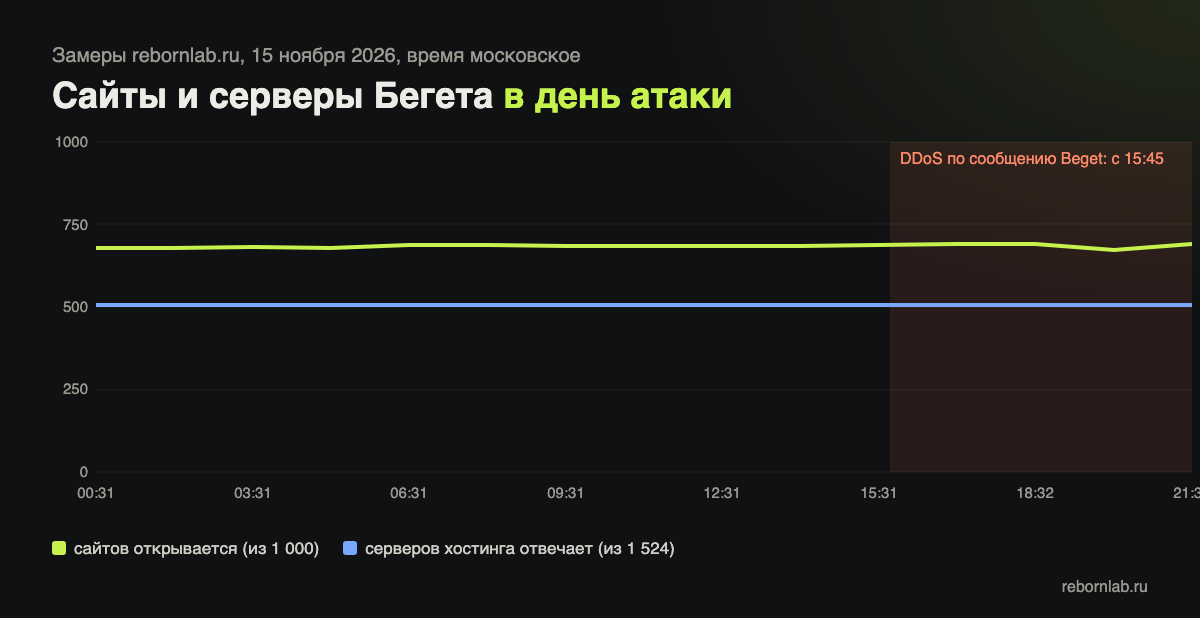 Замеры rebornlab.ru, 15 ноября 2026, время московское
Сайты и серверы Бегета в день атаки
1000
DDoS по сообщению Beget: с 15:45
750
500
250
0
00:31 03:31 06:31 09:31 12:31 15:31 18:32 21:3
сайтов открывается (из 1 000) серверов хостинга отвечает (из 1 524)
rebornlab.ru